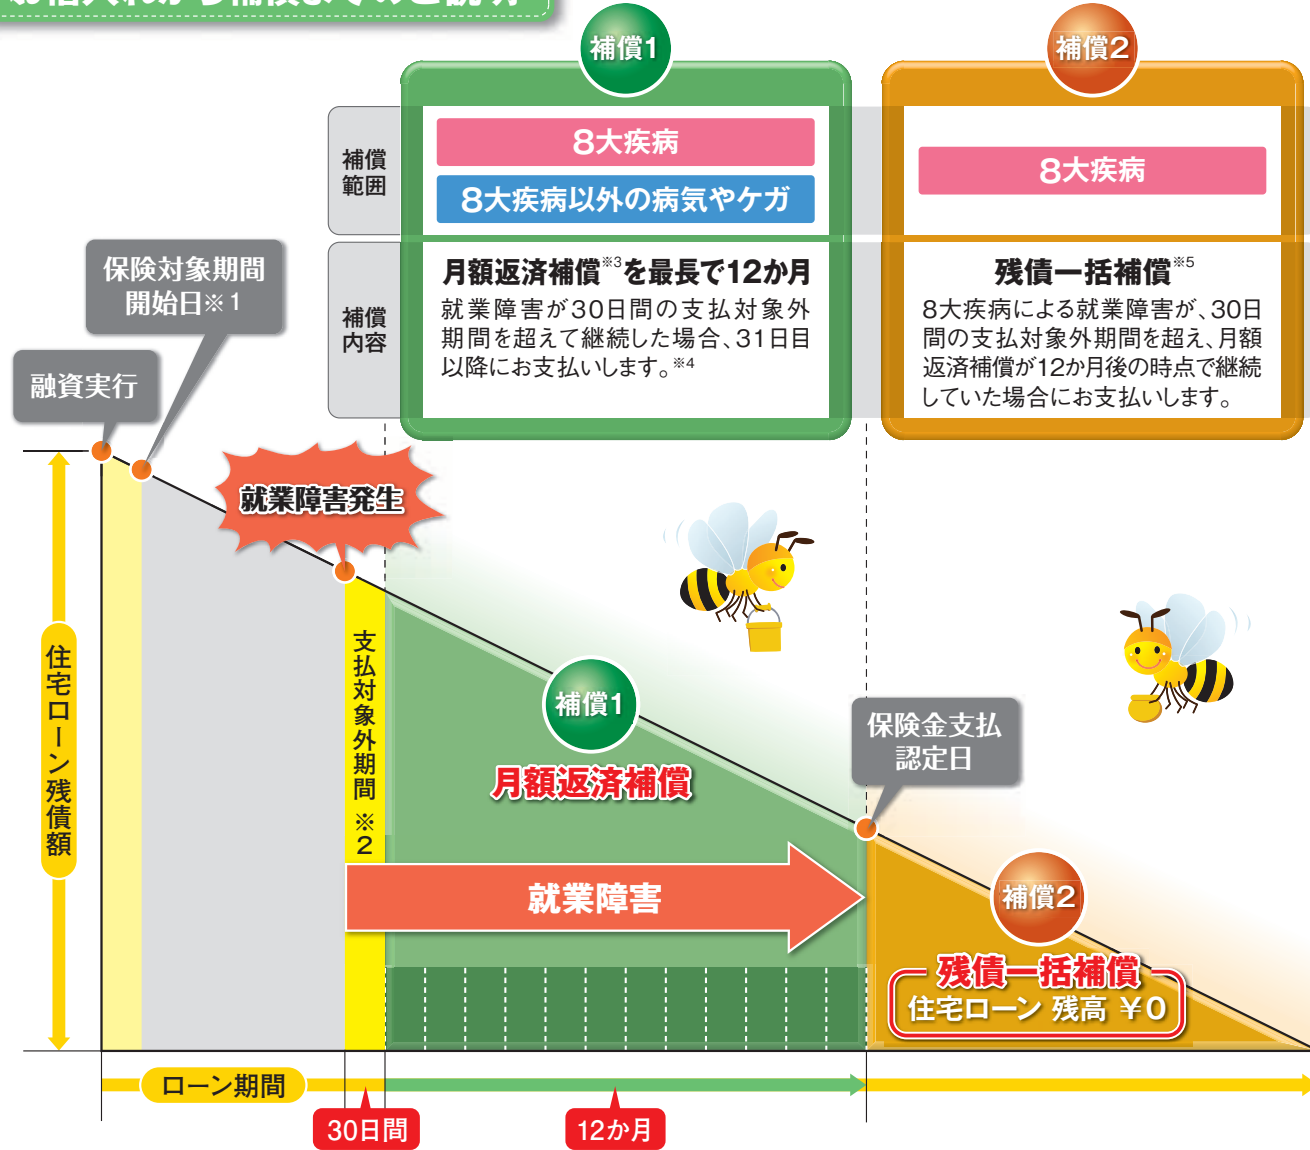 補償1
補償2
補償
範囲
8大疾病
8大疾病以外の病気やケガ
8大疾病
補償
内容
月額返済補償※3を最長で12か月
就業障害が30日間の支払対象外
期間を超えて継続した場合、31日目
以降にお支払いします。※4
残債一括補償※5
8大疾病による就業障害が、30日
間の支払対象外期間を超え、月額
返済補償が12か月後の時点で継続
していた場合にお支払いします。
保険対象期間
開始日※1
融資実行
就業障害発生
住宅ローン残債額
支払対象外期間※2
補償1
月額返済補償
保険金支払
認定日
就業障害
補償2
残債一括補償
住宅ローン 残高 ¥0
ローン期間
30日間
12か月